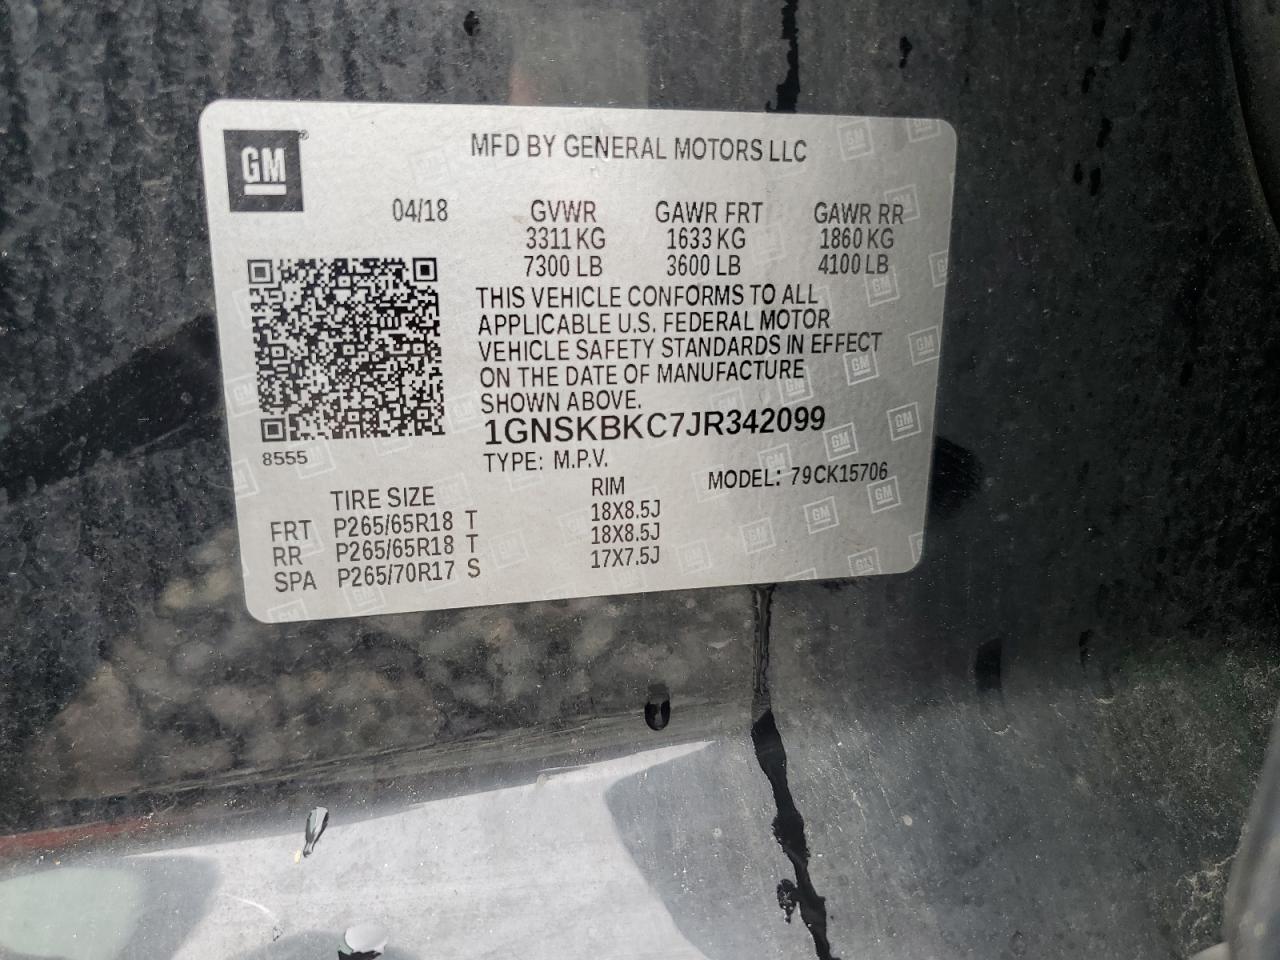 GM
MFD BY GENERAL MOTORS LLC
04/18 GVWR GAWR FRT GAWR RR
3311 KG 1633 KG 1860 KG
7300 LB 3600 LB 4100 LB
THIS VEHICLE CONFORMS TO ALL
APPLICABLE U.S. FEDERAL MOTOR
VEHICLE SAFETY STANDARDS IN EFFECT
ON THE DATE OF MANUFACTURE
SHOWN ABOVE.
1GNSKBKC7JR342099
8555
TYPE: M.P.V. MODEL: 79CK15706
TIRE SIZE RIM
FRT P265/65R18 T 18X8.5J
RR P265/65R18 T 18X8.5J
SPA P265/70R17 S 17X7.5J